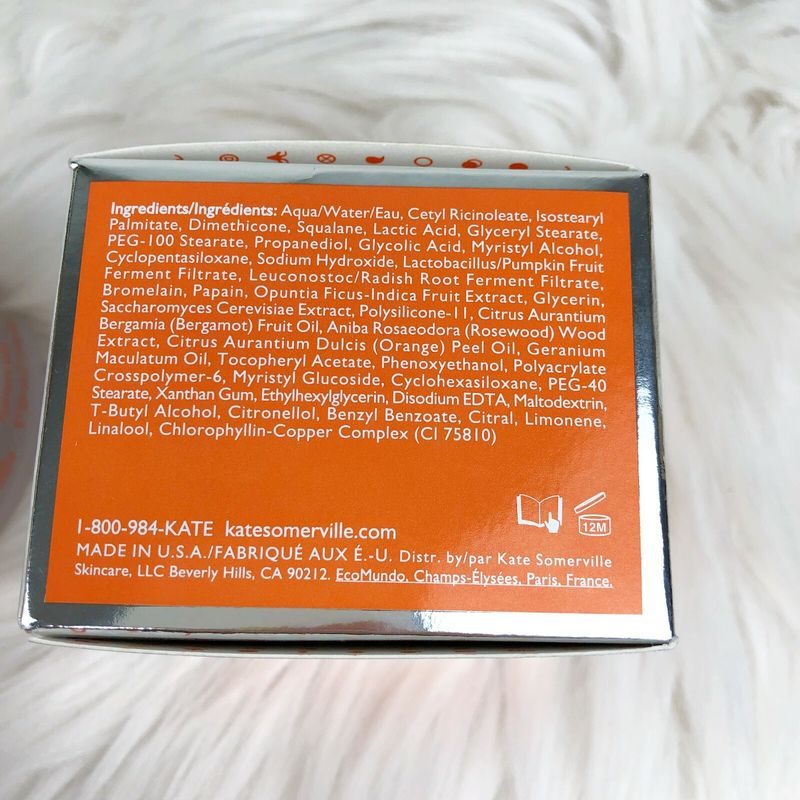 Ingredients/Ingrédients: Aqua/Water/Eau, Cetyl Ricinoleate, Isostearyl
Palmitate, Dimethicone, Squalane, Lactic Acid, Glyceryl Stearate,
PEG-100 Stearate, Propanediol, Glycolic Acid, Myristyl Alcohol,
Cyclopentasiloxane, Sodium Hydroxide, Lactobacillus/Pumpkin Fruit
Ferment Filtrate, Leuconostoc/Radish Root Ferment Filtrate,
Bromelain, Papain, Opuntia Ficus-Indica Fruit Extract, Glycerin,
Saccharomyces Cerevisiae Extract, Polysilicone-11, Citrus Aurantium
Bergamia (Bergamot) Fruit Oil, Aniba Rosaeodora (Rosewood) Wood
Extract, Citrus Aurantium Dulcis (Orange) Peel Oil, Geranium
Maculatum Oil, Tocopheryl Acetate, Phenoxyethanol, Polyacrylate
Crosspolymer-6, Myristyl Glucoside, Cyclohexasiloxane, PEG-40
Stearate, Xanthan Gum, Ethylhexylglycerin, Disodium EDTA, Maltodextrin,
T-Butyl Alcohol, Citronellol, Benzyl Benzoate, Citral, Limonene,
Linalool, Chlorophyllin-Copper Complex (CI 75810)
12M
1-800-984-KATE katesomerville.com
MADE IN U.S.A./FABRIQUÉ AUX É.-U. Distr. by/par Kate Somerville
Skincare, LLC Beverly Hills, CA 90212. EcoMundo, Champs-Élysées, Paris, France.